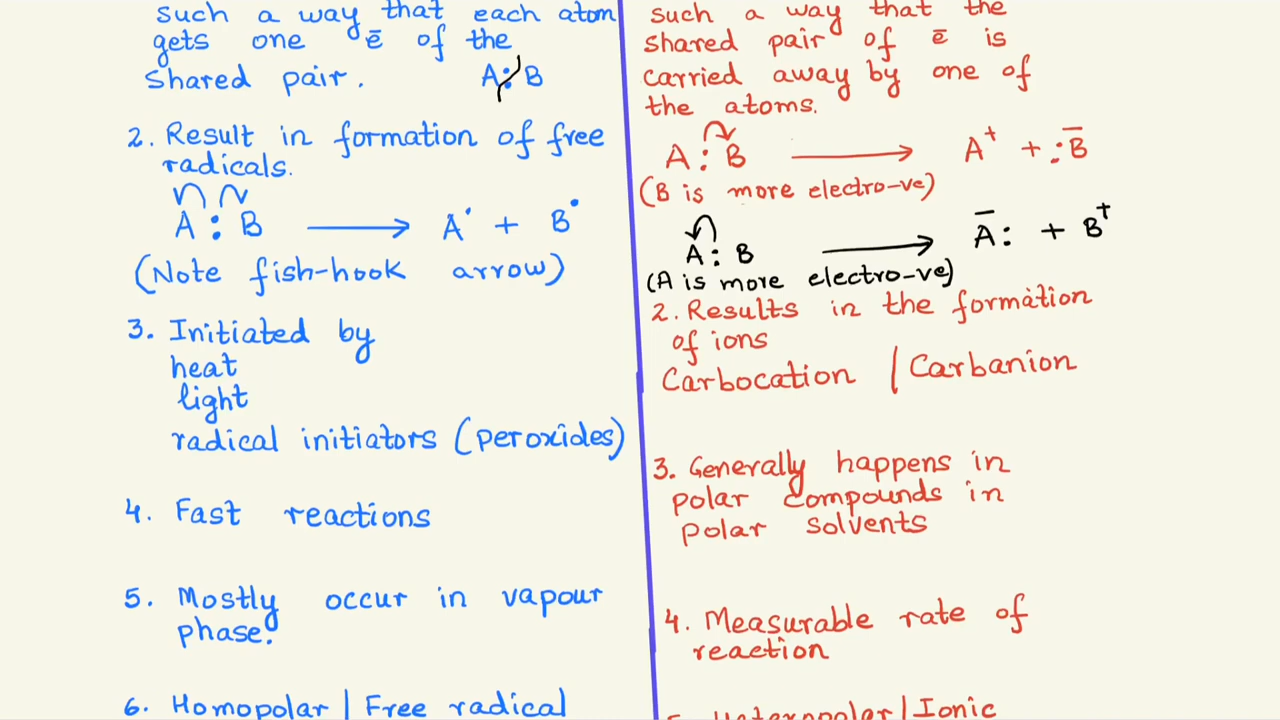 such a way that each atom
gets one ē of the
shared pair.
A:B
2. Result in formation of free
radicals.
A : B ⟶ A• + B•
(Note fish-hook arrow)
3. Initiated by
heat
light
radical initiators (peroxides)
4. Fast reactions
5. Mostly occur in vapour
phase.
6. Homopolar | Free radical
such a way that the
shared pair of ē is
carried away by one of
the atoms.
A : B ⟶ A⁺ + :B̄
(B is more electro-ve)
A : B ⟶ Ā: + B⁺
(A is more electro-ve)
2. Results in the formation
of ions
Carbocation / Carbanion
3. Generally happens in
polar compounds in
polar solvents
4. Measurable rate of
reaction
5. Heteropolar | Ionic